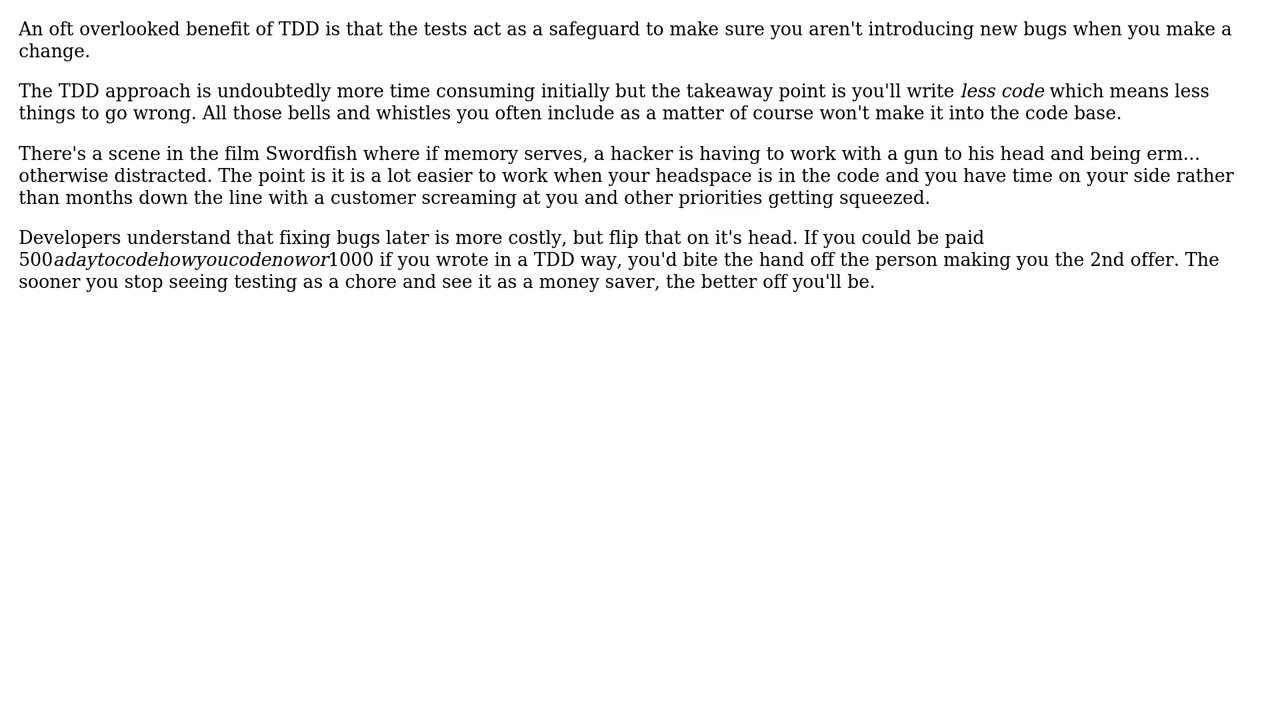 An oft overlooked benefit of TDD is that the tests act as a safeguard to make sure you aren't introducing new bugs when you make a
change.
The TDD approach is undoubtedly more time consuming initially but the takeaway point is you'll write less code which means less
things to go wrong. All those bells and whistles you often include as a matter of course won't make it into the code base.
There's a scene in the film Swordfish where if memory serves, a hacker is having to work with a gun to his head and being erm...
otherwise distracted. The point is it is a lot easier to work when your headspace is in the code and you have time on your side rather
than months down the line with a customer screaming at you and other priorities getting squeezed.
Developers understand that fixing bugs later is more costly, but flip that on it's head. If you could be paid
500adaytocodehowyoucodenowor1000 if you wrote in a TDD way, you'd bite the hand off the person making you the 2nd offer. The
sooner you stop seeing testing as a chore and see it as a money saver, the better off you'll be.